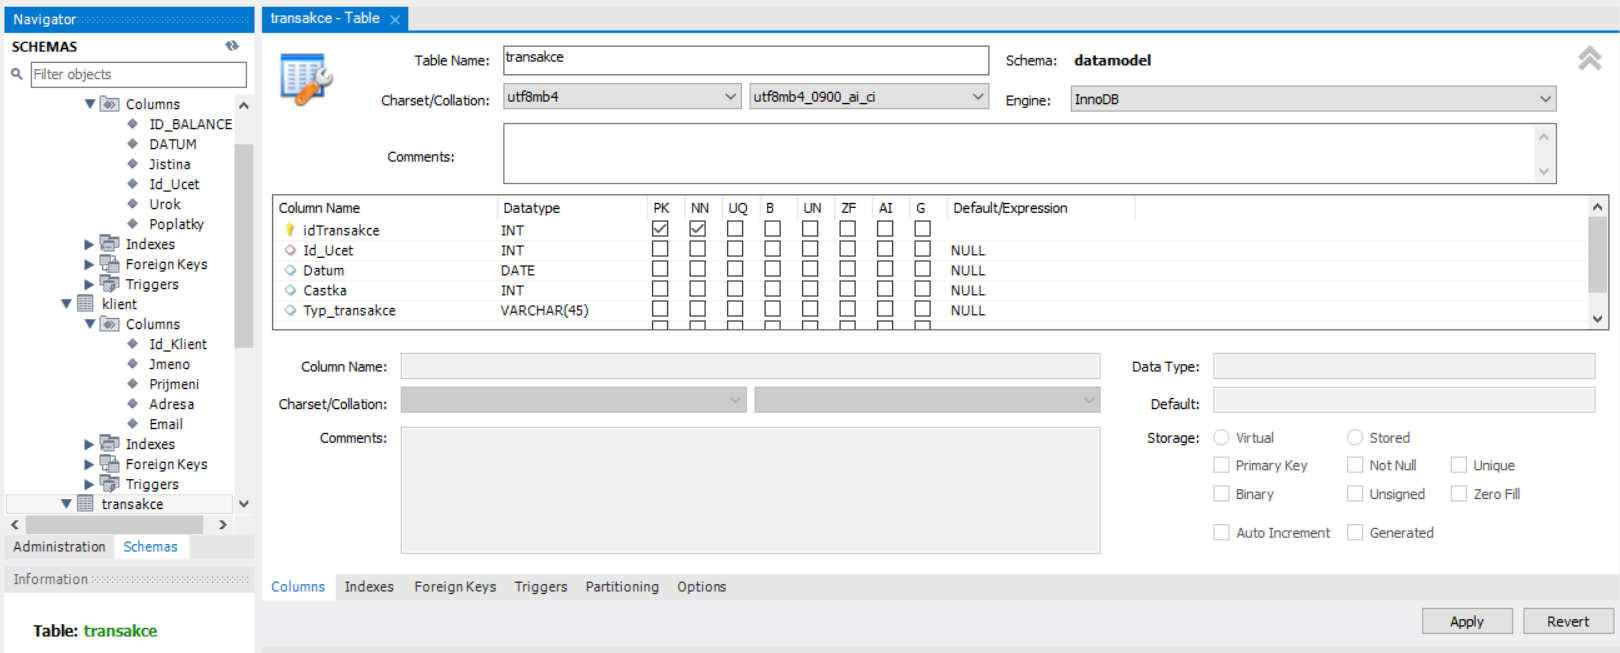 Navigator
SCHEMAS
Filter objects
Columns
ID_BALANCE
DATUM
Jistina
Id_Ucet
Urok
Poplatky
Indexes
Foreign Keys
Triggers
klient
Columns
Id_Klient
Jmeno
Prijmeni
Adresa
Email
Indexes
Foreign Keys
Triggers
transakce
Administration Schemas
Information
Table: transakce
transakce - Table
Table Name: transakce Schema: datamodel
Charset/Collation: utf8mb4 utf8mb4_0900_ai_ci Engine: InnoDB
Comments:
Column Name Datatype PK NN UQ B UN ZF AI G Default/Expression
idTransakce INT
Id_Ucet INT NULL
Datum DATE NULL
Castka INT NULL
Typ_transakce VARCHAR(45) NULL
Column Name: Data Type:
Charset/Collation: Default:
Comments: Storage: Virtual Stored
Primary Key Not Null Unique
Binary Unsigned Zero Fill
Auto Increment Generated
Columns Indexes Foreign Keys Triggers Partitioning Options
Apply Revert